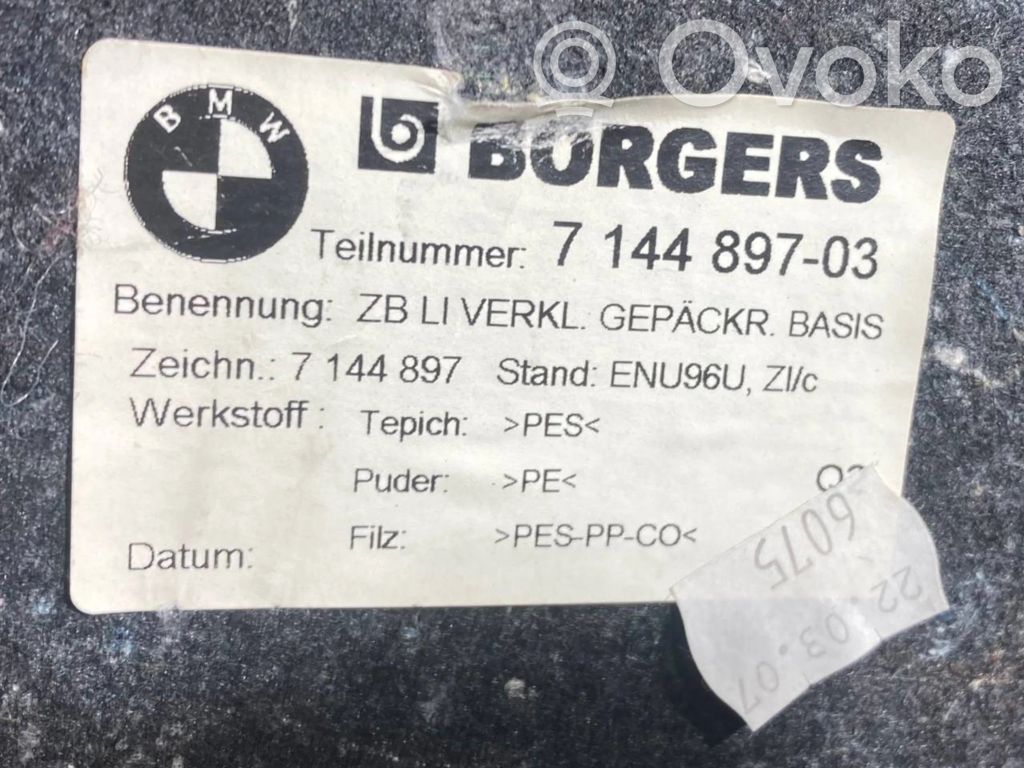 Ovoko
BMW
BORGERS
Teilnummer: 7 144 897-03
Benennung: ZB LI VERKL. GEPÄCKR. BASIS
Zeichn.: 7 144 897 Stand: ENU96U, ZI/c
Werkstoff : Tepich: >PES<
Puder: >PE<
Filz: >PES-PP-CO<
Datum:
6075
22.03.07